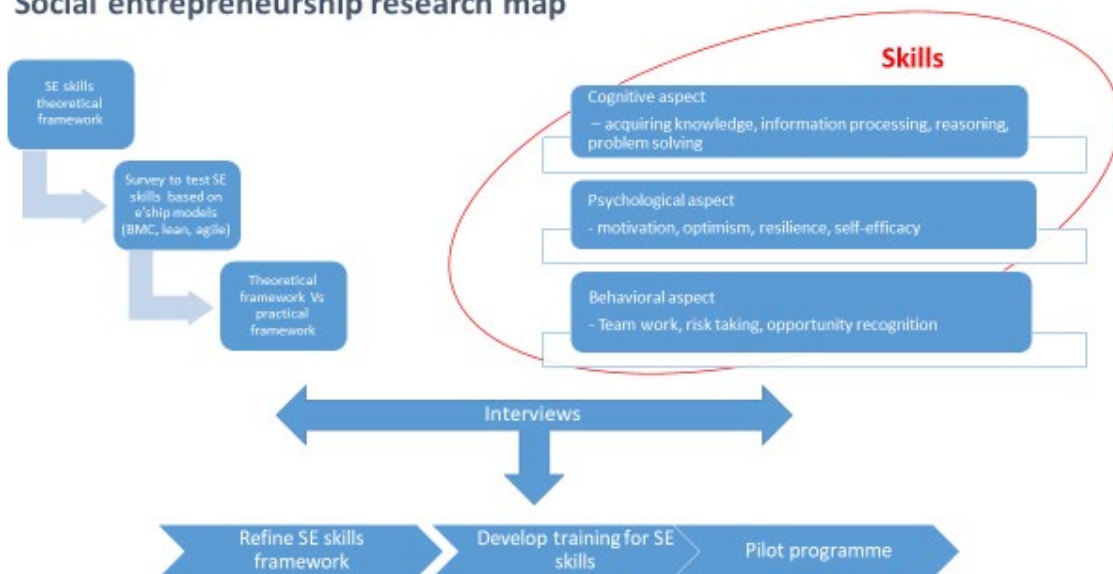 Social entrepreneurship research map
SE skills
theoretical
framework
Survey to test SE
skills based on
e'ship models
(BMC, lean, agile)
Theoretical
framework Vs
practical
framework
Skills
Cognitive aspect
– acquiring knowledge, information processing, reasoning,
problem solving
Psychological aspect
- motivation, optimism, resilience, self-efficacy
Behavioral aspect
- Team work, risk taking, opportunity recognition
Interviews
Refine SE skills
framework
Develop training for SE
skills
Pilot programme